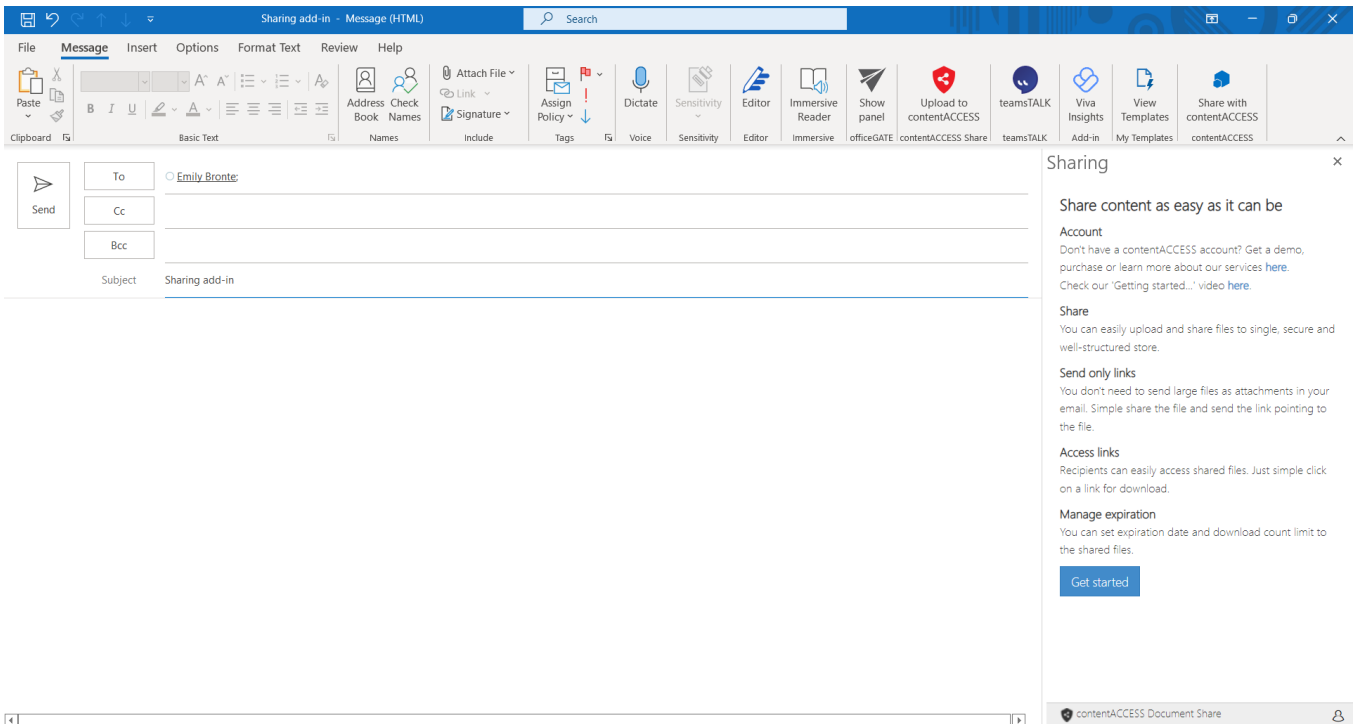 Sharing add-in - Message (HTML)
Search
File Message Insert Options Format Text Review Help
Paste
Clipboard
B I U A
Basic Text
Address Book
Check Names
Names
Attach File
Link
Signature
Include
Assign Policy
Tags
Dictate
Voice
Sensitivity
Sensitivity
Editor
Editor
Immersive Reader
Immersive
Show panel
officeGATE
Upload to contentACCESS
contentACCESS Share
teamsTALK
teamsTALK
Viva Insights
Add-in
View Templates
My Templates
Share with contentACCESS
contentACCESS
Send
To Emily Bronte;
Cc
Bcc
Subject Sharing add-in
Sharing
Share content as easy as it can be
Account
Don't have a contentACCESS account? Get a demo,
purchase or learn more about our services here.
Check our 'Getting started...' video here.
Share
You can easily upload and share files to single, secure and
well-structured store.
Send only links
You don't need to send large files as attachments in your
email. Simple share the file and send the link pointing to
the file.
Access links
Recipients can easily access shared files. Just simple click
on a link for download.
Manage expiration
You can set expiration date and download count limit to
the shared files.
Get started
contentACCESS Document Share